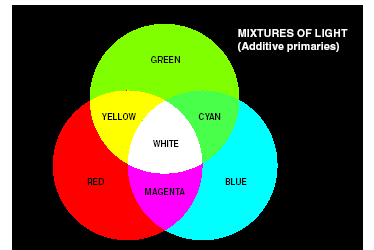 MIXTURES OF LIGHT
(Additive primaries)
GREEN
YELLOW
CYAN
WHITE
RED
BLUE
MAGENTA